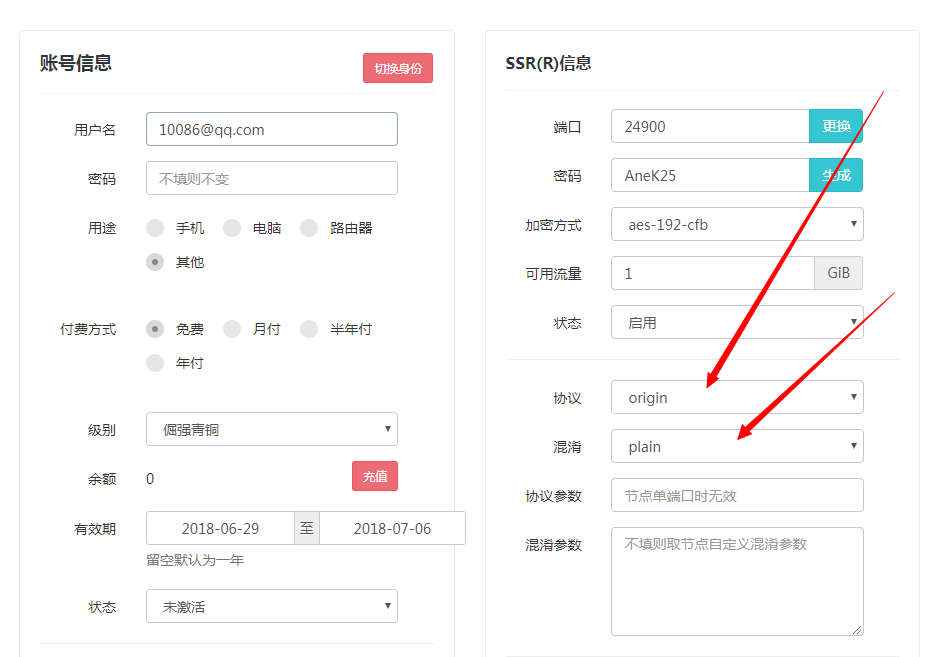 账号信息
切换身份
用户名 10086@qq.com
密码 不填则不变
用途 手机 电脑 路由器
其他
付费方式 免费 月付 半年付
年付
级别 倔强青铜
余额 0 充值
有效期 2018-06-29 至 2018-07-06
留空默认为一年
状态 未激活
SSR(R)信息
端口 24900 更换
密码 AneK25 生成
加密方式 aes-192-cfb
可用流量 1 GiB
状态 启用
协议 origin
混淆 plain
协议参数 节点单端口时无效
混淆参数 不填则取节点自定义混淆参数